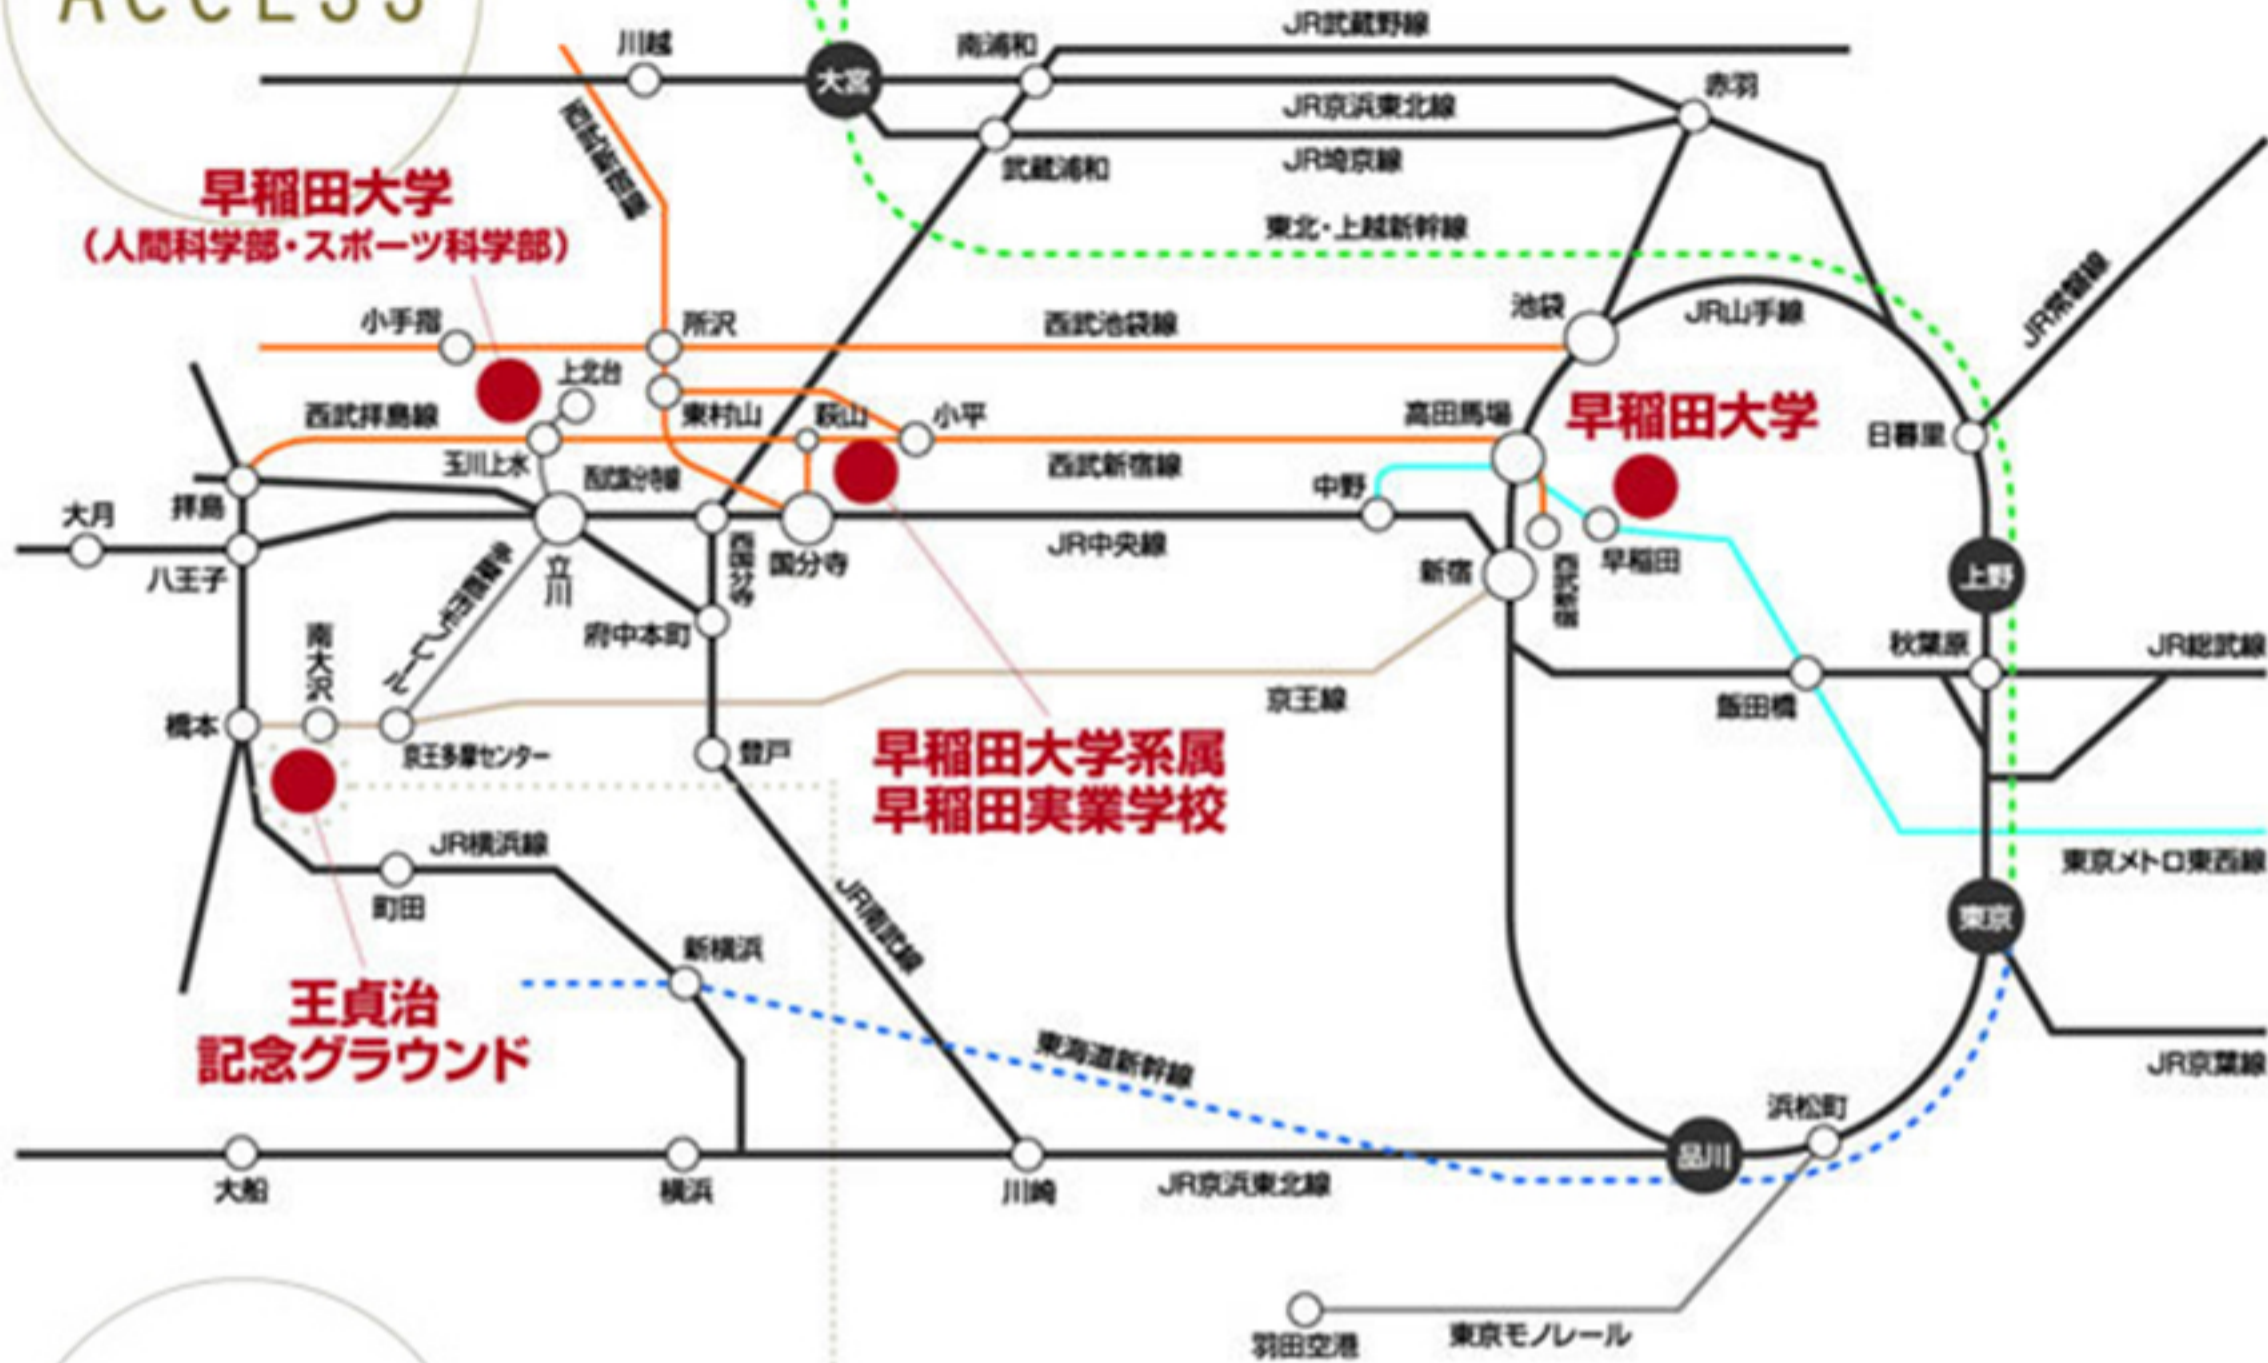 ACCESS
JR武蔵野線
川越
大宮
南浦和
赤羽
JR京浜東北線
西武新宿線
武蔵浦和
JR埼京線
早稲田大学
（人間科学部・スポーツ科学部）
東北・上越新幹線
JR常磐線
池袋
JR山手線
小手指
所沢
西武池袋線
上北台
西武拝島線
東村山
萩山
小平
高田馬場
早稲田大学
日暮里
玉川上水
西武国分寺線
西武新宿線
中野
拝島
大月
八王子
立川
西国分寺
国分寺
JR中央線
新宿
西武新宿
早稲田
上野
多摩都市モノレール
南大沢
府中本町
秋葉原
JR総武線
橋本
京王多摩センター
登戸
京王線
飯田橋
早稲田大学系属
早稲田実業学校
JR横浜線
町田
JR南武線
東京メトロ東西線
東京
新横浜
王貞治
記念グラウンド
東海道新幹線
JR京葉線
浜松町
品川
大船
横浜
川崎
JR京浜東北線
羽田空港
東京モノレール